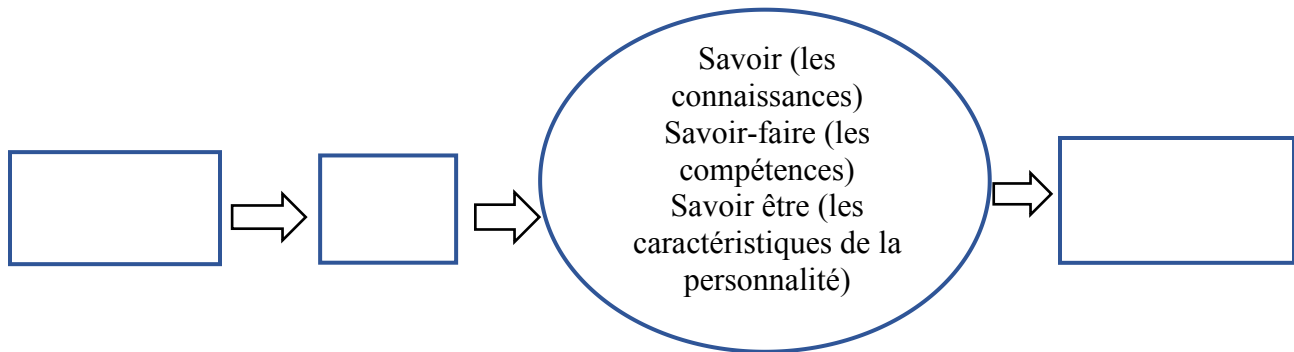 Savoir (les
connaissances)
Savoir-faire (les
compétences)
Savoir être (les
caractéristiques de la
personnalité)